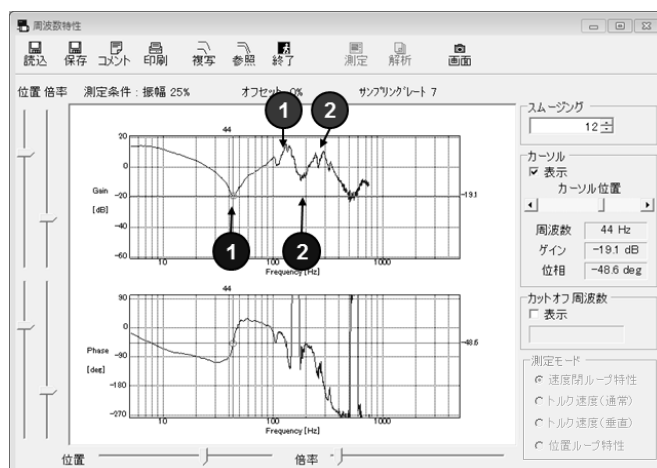 周波数特性
読込 保存 コメント 印刷 複写 参照 終了 測定 解析 画面
位置 倍率 測定条件 : 振幅 25% オフセット 0% サンプリングレート 7
スムージング
12
1 2
44
20
0
-20
-40
-60
Gain
[dB]
-19.1
1 2
10 100 1000
Frequency [Hz]
カーソル
表示
カーソル位置
周波数 44 Hz
ゲイン -19.1 dB
位相 -48.6 deg
カットオフ周波数
表示
44
90
0
-90
-180
-270
Phase
[deg]
-48.6
10 100 1000
Frequency [Hz]
測定モード
速度閉ループ特性
トルク速度(通常)
トルク速度(垂直)
位置ループ特性
位置 倍率